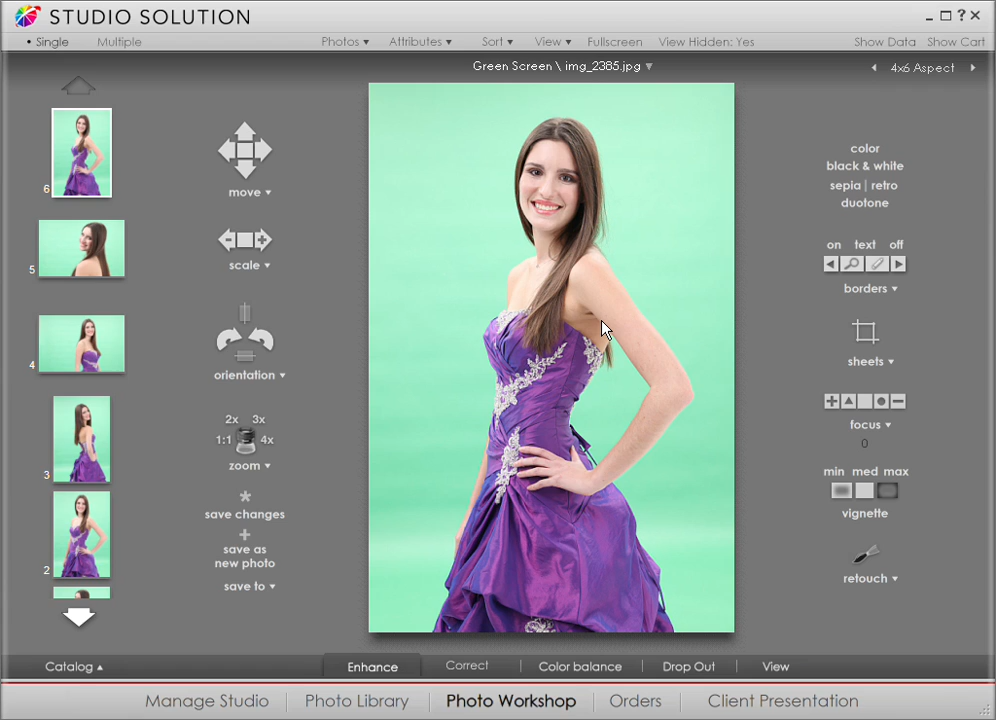 STUDIO SOLUTION
Single Multiple Photos Attributes Sort View Fullscreen View Hidden: Yes Show Data Show Cart
Green Screen \ img_2385.jpg
4x6 Aspect
6
5
4
3
2
move
scale
orientation
2x 3x
1:1 4x
zoom
save changes
save as
new photo
save to
color
black & white
sepia | retro
duotone
on text off
borders
sheets
focus
0
min med max
vignette
retouch
Catalog
Enhance Correct Color balance Drop Out View
Manage Studio Photo Library Photo Workshop Orders Client Presentation